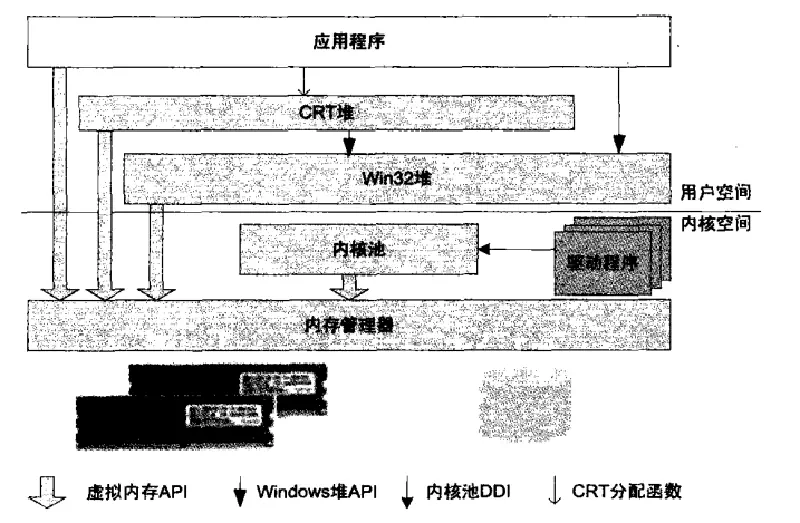 应用程序
CRT堆
Win32堆
用户空间
内核空间
内核池
驱动程序
内存管理器
虚拟内存API
Windows堆API
内核池DDI
CRT分配函数